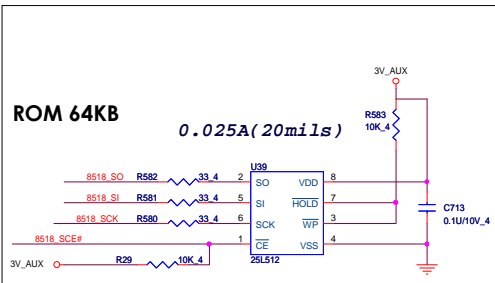 3V_AUX
ROM 64KB
R583
10K_4
0.025A(20mils)
U39
8518_SO R582 33_4 2 SO VDD 8
8518_SI R581 33_4 5 SI HOLD 7
C713
0.1U/10V_4
8518_SCK R580 33_4 6 SCK WP 3
8518_SCE# 1 CE VSS 4
3V_AUX R29 10K_4 25L512